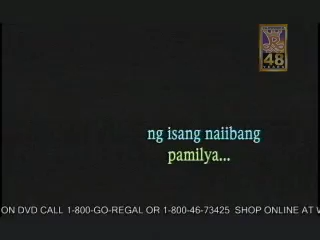 48
YEARS
ng isang naiibang
pamilya...
ON DVD CALL 1-800-GO-REGAL OR 1-800-46-73425 SHOP ONLINE AT